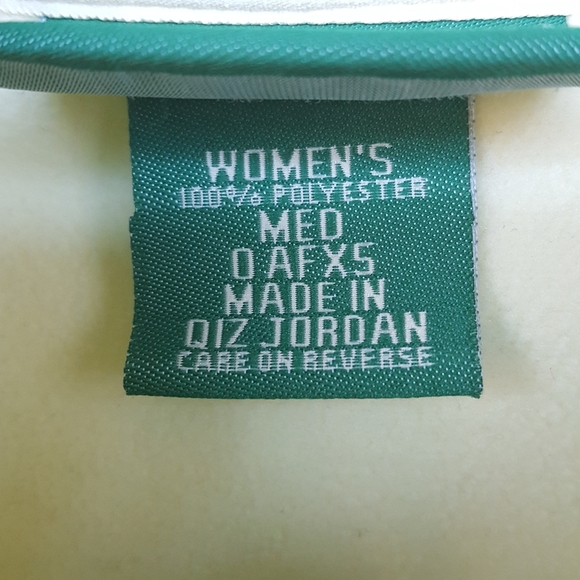 WOMEN'S
100% POLYESTER
MED
0 AFX5
MADE IN
QIZ JORDAN
CARE ON REVERSE